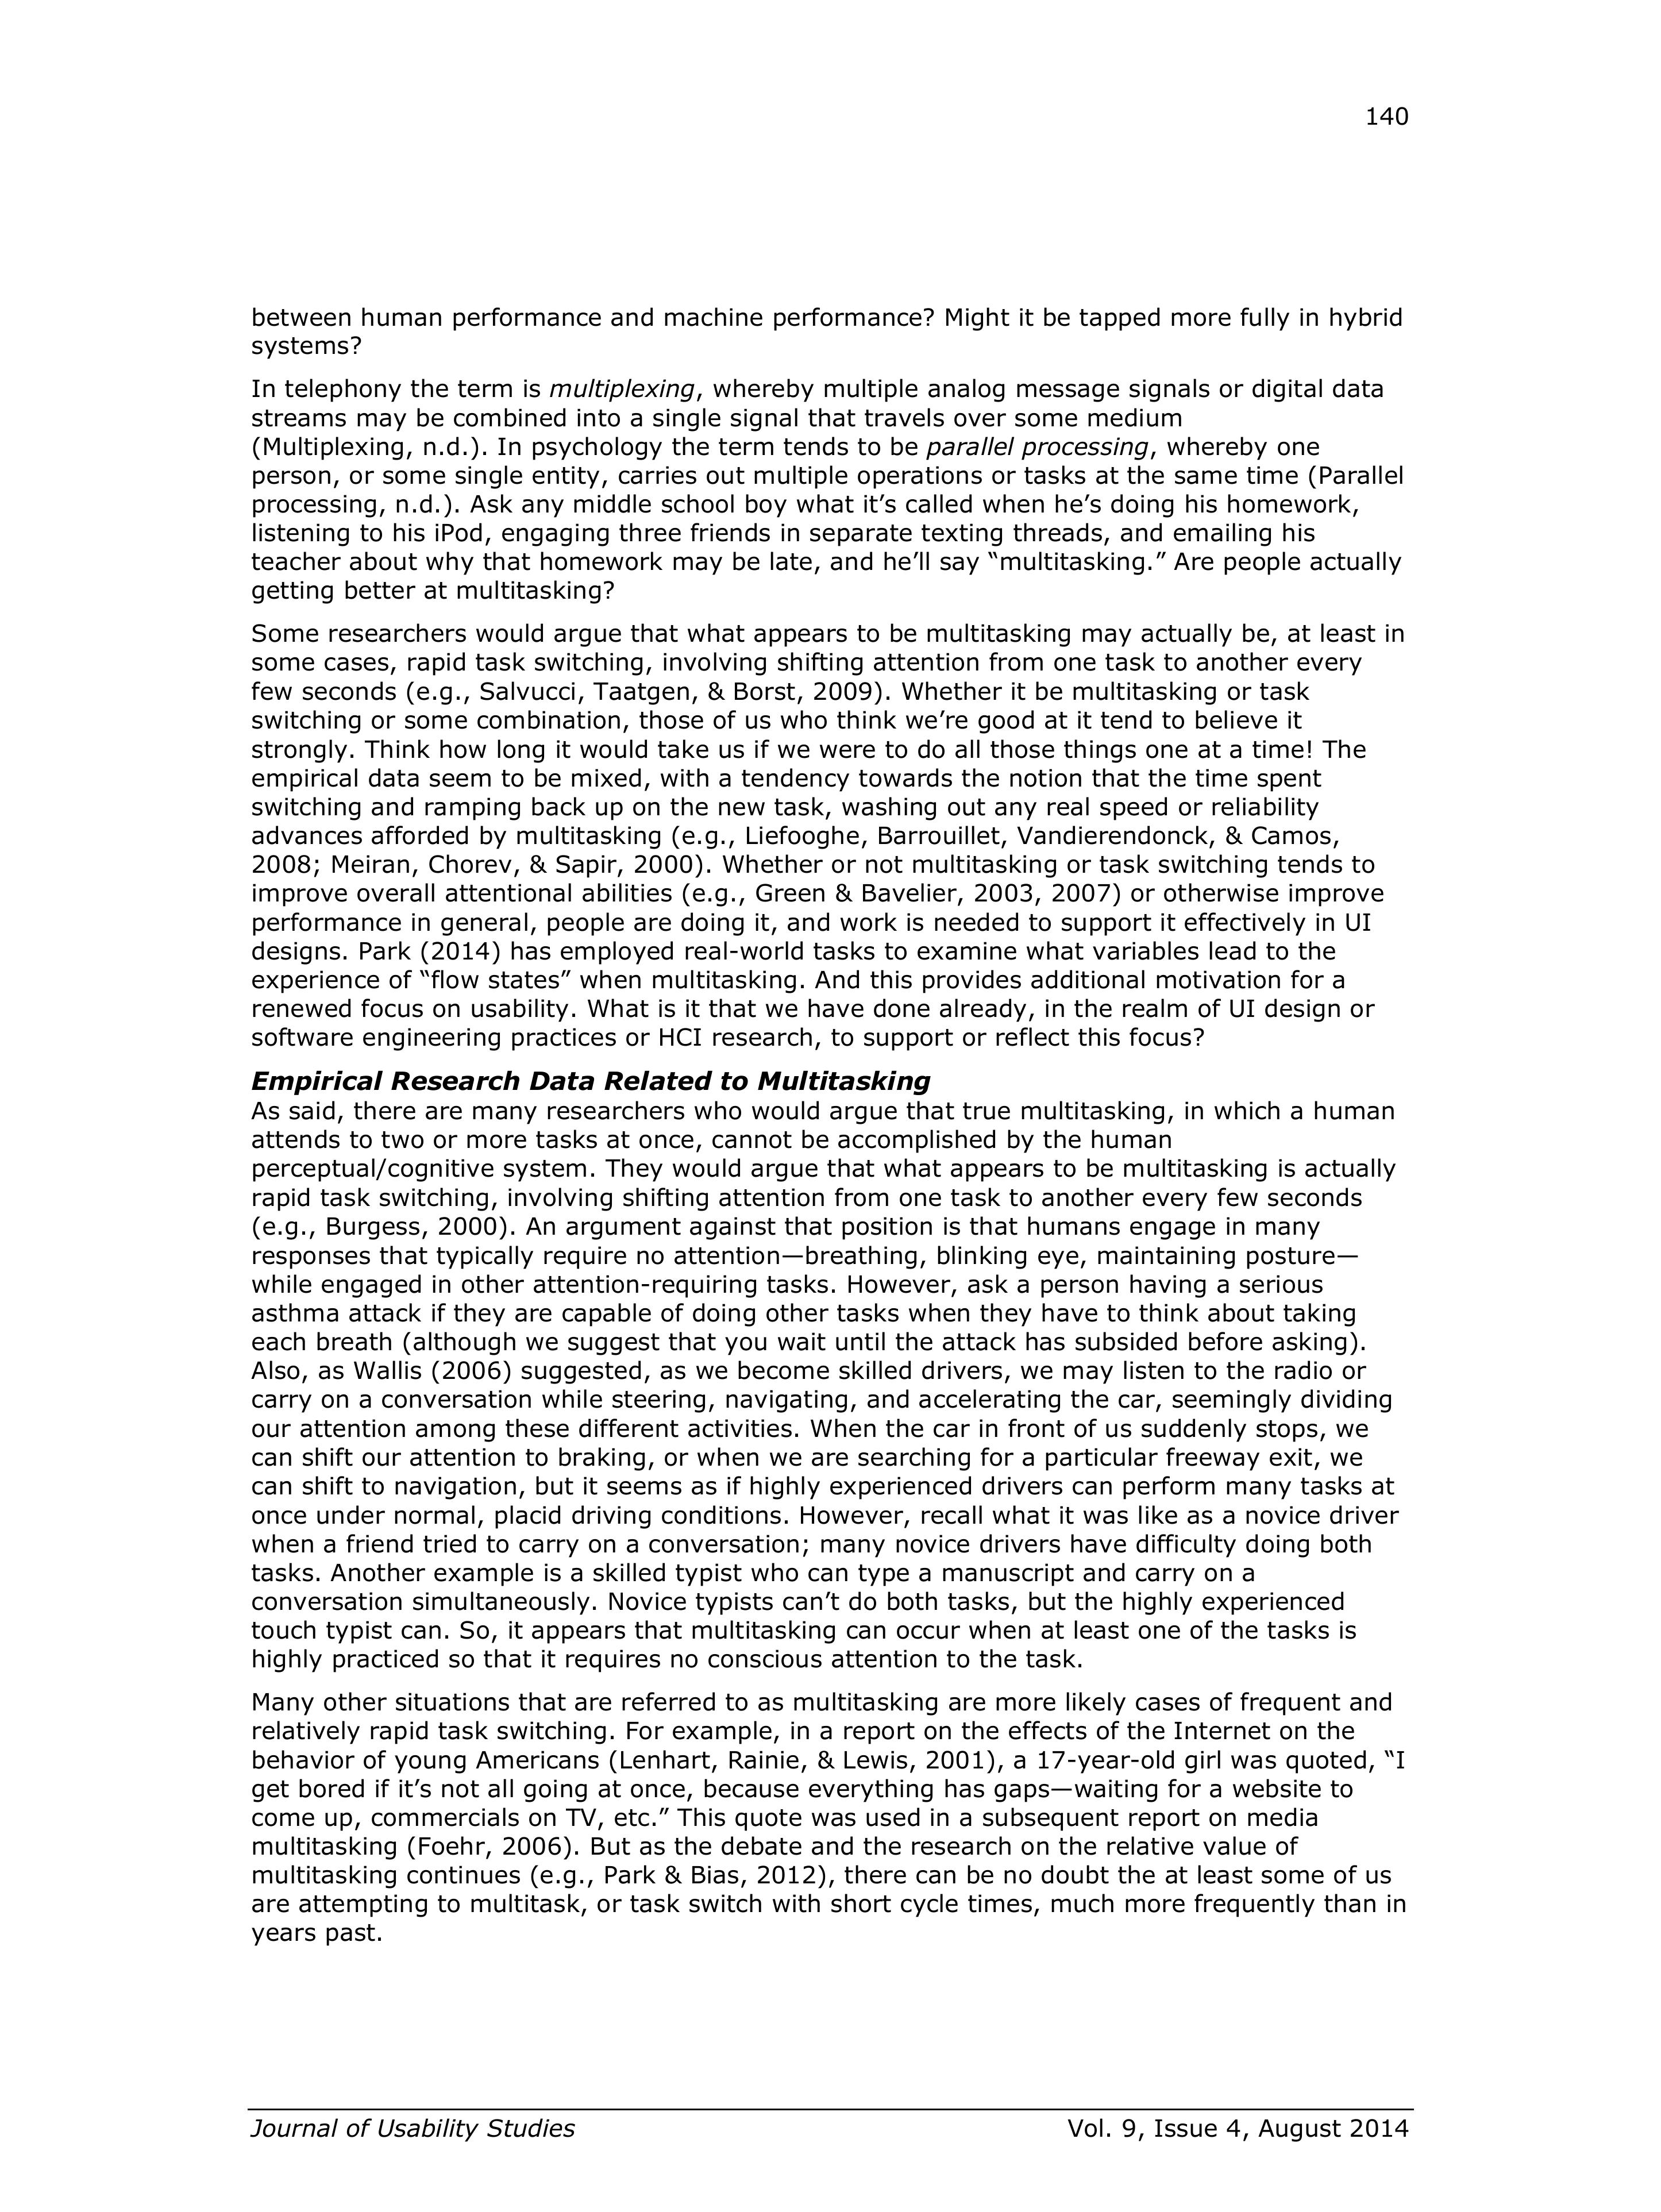 140
between human performance and machine performance? Might it be tapped more fully in hybrid
systems?
In telephony the term is multiplexing, whereby multiple analog message signals or digital data
streams may be combined into a single signal that travels over some medium
(Multiplexing, n.d.). In psychology the term tends to be parallel processing, whereby one
person, or some single entity, carries out multiple operations or tasks at the same time (Parallel
processing, n.d.). Ask any middle school boy what it’s called when he’s doing his homework,
listening to his iPod, engaging three friends in separate texting threads, and emailing his
teacher about why that homework may be late, and he’ll say “multitasking.” Are people actually
getting better at multitasking?
Some researchers would argue that what appears to be multitasking may actually be, at least in
some cases, rapid task switching, involving shifting attention from one task to another every
few seconds (e.g., Salvucci, Taatgen, & Borst, 2009). Whether it be multitasking or task
switching or some combination, those of us who think we’re good at it tend to believe it
strongly. Think how long it would take us if we were to do all those things one at a time! The
empirical data seem to be mixed, with a tendency towards the notion that the time spent
switching and ramping back up on the new task, washing out any real speed or reliability
advances afforded by multitasking (e.g., Liefooghe, Barrouillet, Vandierendonck, & Camos,
2008; Meiran, Chorev, & Sapir, 2000). Whether or not multitasking or task switching tends to
improve overall attentional abilities (e.g., Green & Bavelier, 2003, 2007) or otherwise improve
performance in general, people are doing it, and work is needed to support it effectively in UI
designs. Park (2014) has employed real-world tasks to examine what variables lead to the
experience of “flow states” when multitasking. And this provides additional motivation for a
renewed focus on usability. What is it that we have done already, in the realm of UI design or
software engineering practices or HCI research, to support or reflect this focus?
Empirical Research Data Related to Multitasking
As said, there are many researchers who would argue that true multitasking, in which a human
attends to two or more tasks at once, cannot be accomplished by the human
perceptual/cognitive system. They would argue that what appears to be multitasking is actually
rapid task switching, involving shifting attention from one task to another every few seconds
(e.g., Burgess, 2000). An argument against that position is that humans engage in many
responses that typically require no attention—breathing, blinking eye, maintaining posture—
while engaged in other attention-requiring tasks. However, ask a person having a serious
asthma attack if they are capable of doing other tasks when they have to think about taking
each breath (although we suggest that you wait until the attack has subsided before asking).
Also, as Wallis (2006) suggested, as we become skilled drivers, we may listen to the radio or
carry on a conversation while steering, navigating, and accelerating the car, seemingly dividing
our attention among these different activities. When the car in front of us suddenly stops, we
can shift our attention to braking, or when we are searching for a particular freeway exit, we
can shift to navigation, but it seems as if highly experienced drivers can perform many tasks at
once under normal, placid driving conditions. However, recall what it was like as a novice driver
when a friend tried to carry on a conversation; many novice drivers have difficulty doing both
tasks. Another example is a skilled typist who can type a manuscript and carry on a
conversation simultaneously. Novice typists can’t do both tasks, but the highly experienced
touch typist can. So, it appears that multitasking can occur when at least one of the tasks is
highly practiced so that it requires no conscious attention to the task.
Many other situations that are referred to as multitasking are more likely cases of frequent and
relatively rapid task switching. For example, in a report on the effects of the Internet on the
behavior of young Americans (Lenhart, Rainie, & Lewis, 2001), a 17-year-old girl was quoted, “I
get bored if it’s not all going at once, because everything has gaps—waiting for a website to
come up, commercials on TV, etc.” This quote was used in a subsequent report on media
multitasking (Foehr, 2006). But as the debate and the research on the relative value of
multitasking continues (e.g., Park & Bias, 2012), there can be no doubt the at least some of us
are attempting to multitask, or task switch with short cycle times, much more frequently than in
years past.
Journal of Usability Studies
Vol. 9, Issue 4, August 2014